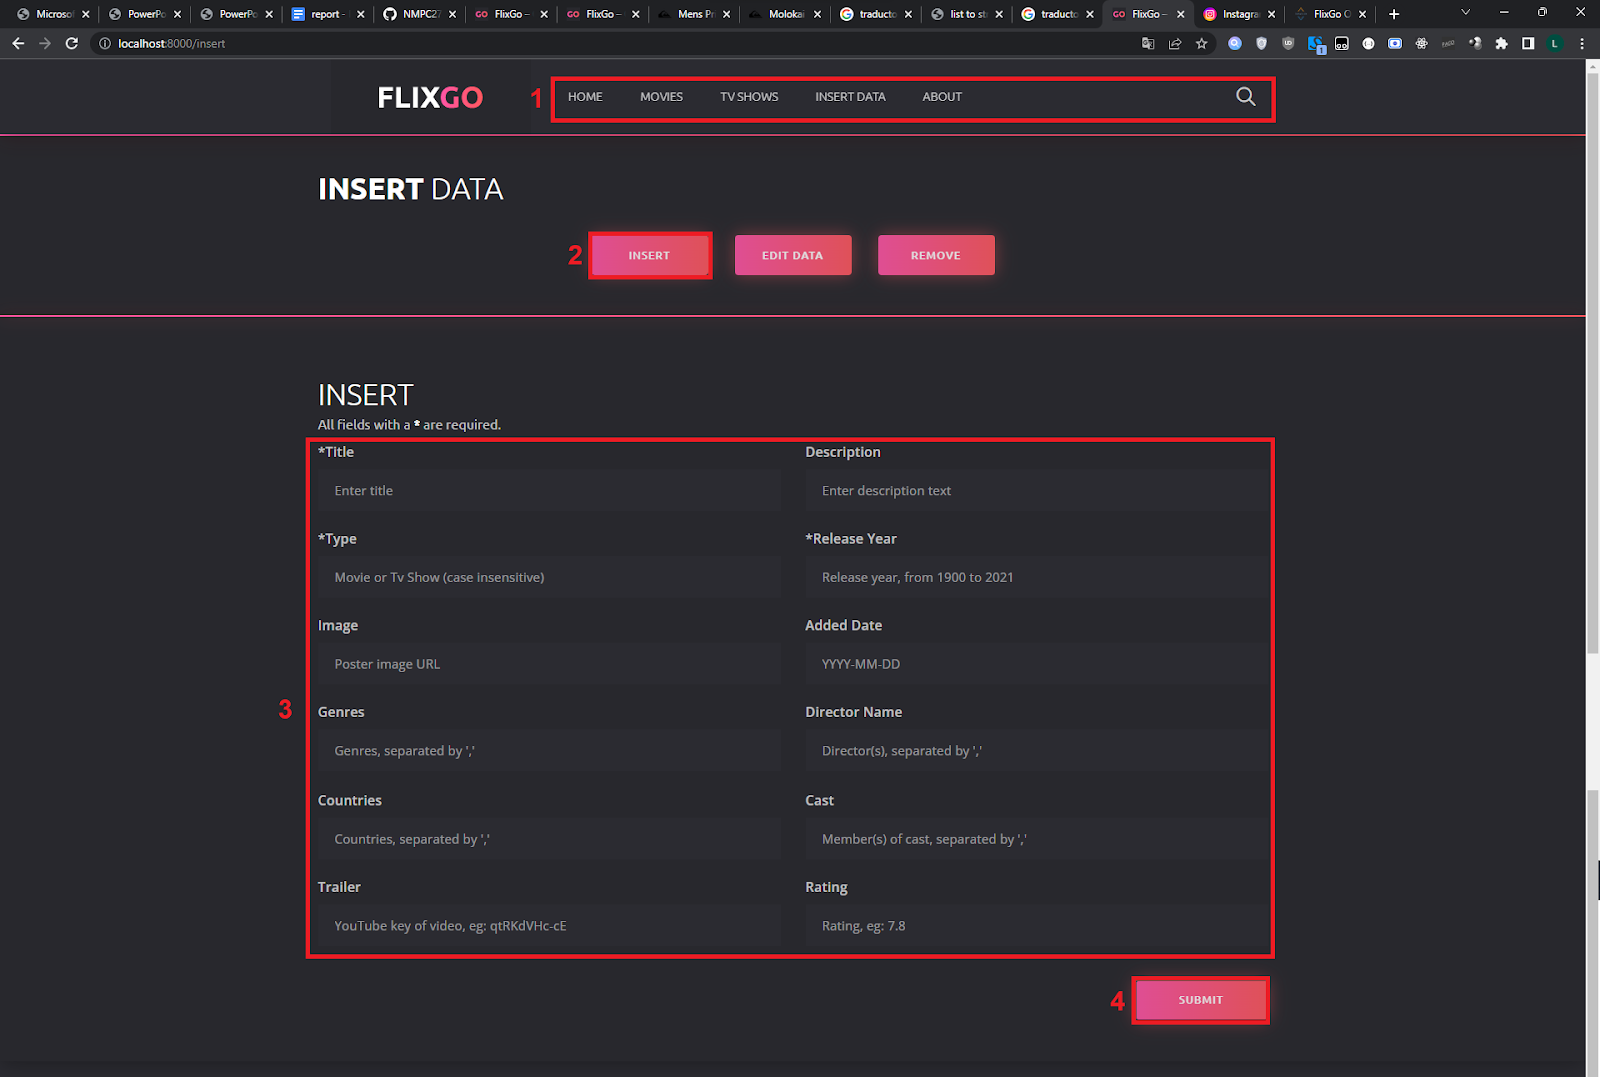 Microsof
PowerPo
PowerPo
report -
NMPC27
FlixGo –
FlixGo –
Mens Pr
Molokai
traducto
list to st
traducto
FlixGo –
Instagra
FlixGo O
localhost:8000/insert
L
1
FLIXGO
1
HOME MOVIES TV SHOWS INSERT DATA ABOUT
INSERT DATA
2
INSERT EDIT DATA REMOVE
INSERT
All fields with a * are required.
*Title Description
Enter title Enter description text
*Type *Release Year
Movie or Tv Show (case insensitive) Release year, from 1900 to 2021
Image Added Date
Poster image URL YYYY-MM-DD
3
Genres Director Name
Genres, separated by ',' Director(s), separated by ','
Countries Cast
Countries, separated by ',' Member(s) of cast, separated by ','
Trailer Rating
YouTube key of video, eg: qtRKdVHc-cE Rating, eg: 7.8
4
SUBMIT